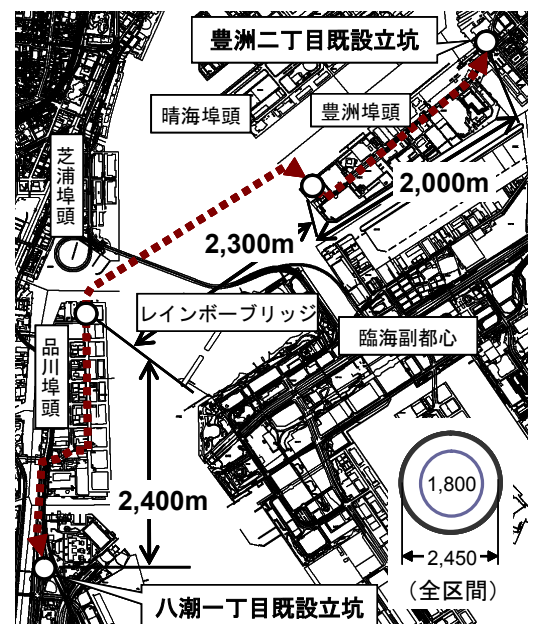 豊洲二丁目既設立坑
晴海埠頭
豊洲埠頭
芝浦埠頭
2,000m
2,300m
レインボーブリッジ
臨海副都心
品川埠頭
1,800
2,400m
2,450
(全区間)
八潮一丁目既設立坑